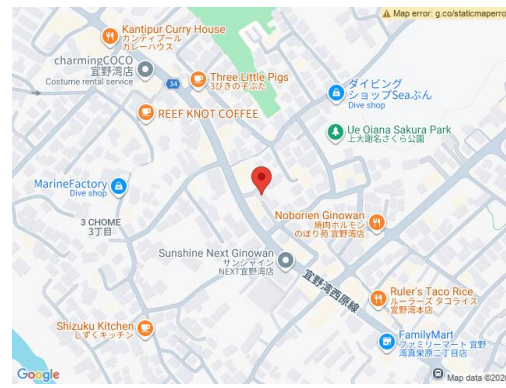 Map error: g.co/staticmaperro
Kantipur Curry House
カンティプール
カレーハウス
charmingCOCO
宜野湾店
Costume rental service
34
Three Little Pigs
3びきの子ぶた
ダイビング
ショップSeaぶん
Dive shop
REEF KNOT COFFEE
Ue Oiana Sakura Park
上大謝名さくら公園
MarineFactory
Dive shop
3 CHOME
3丁目
Noborien Ginowan
焼肉ホルモン
のぼり苑 宜野湾店
Sunshine Next Ginowan
サンシャイン
NEXT宜野湾店
宜野湾西原線
Ruler's Taco Rice
ルーラーズ タコライス
宜野湾本店
Shizuku Kitchen
しずくキッチン
FamilyMart
ファミリーマート 宜野
湾真栄原二丁目店
Google
Map data ©202